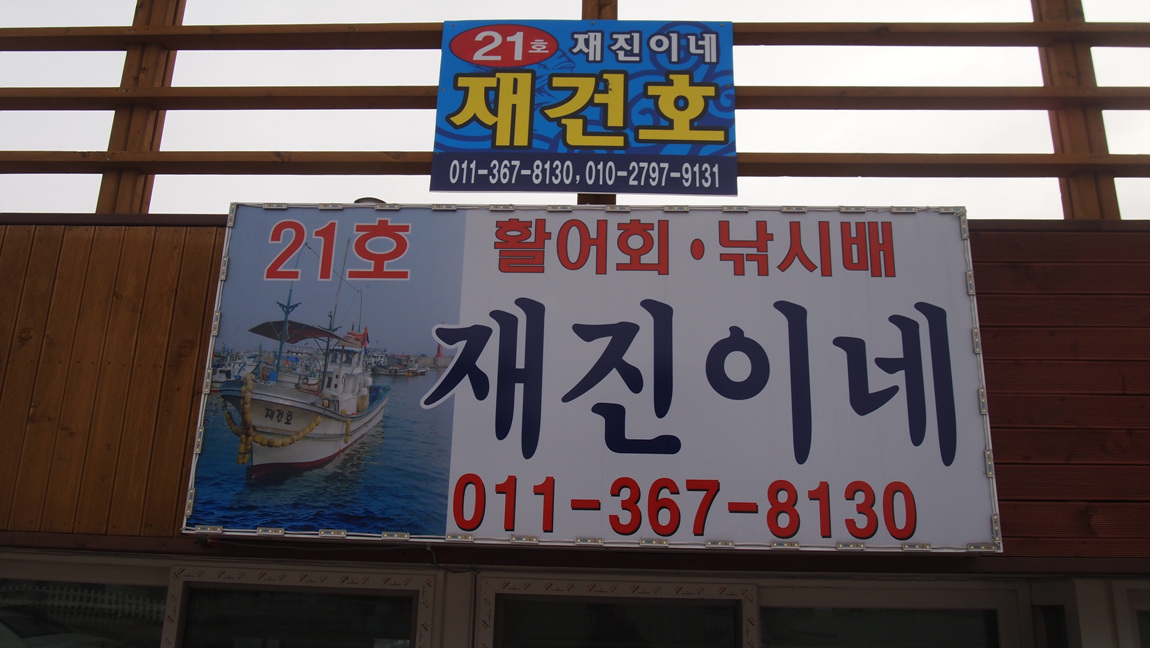 21호 재진이네
재건호
011-367-8130, 010-2797-9131
21호 활어회·낚시배
재진이네
재건호
011-367-8130